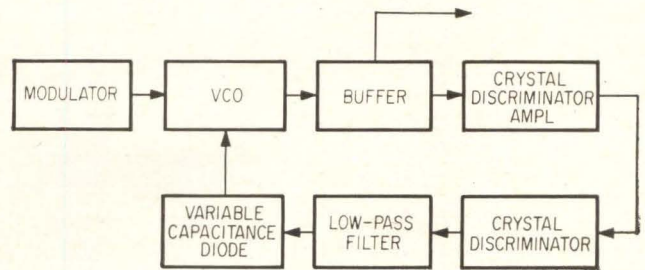 MODULATOR
VCO
BUFFER
CRYSTAL
DISCRIMINATOR
AMPL
VARIABLE
CAPACITANCE
DIODE
LOW-PASS
FILTER
CRYSTAL
DISCRIMINATOR